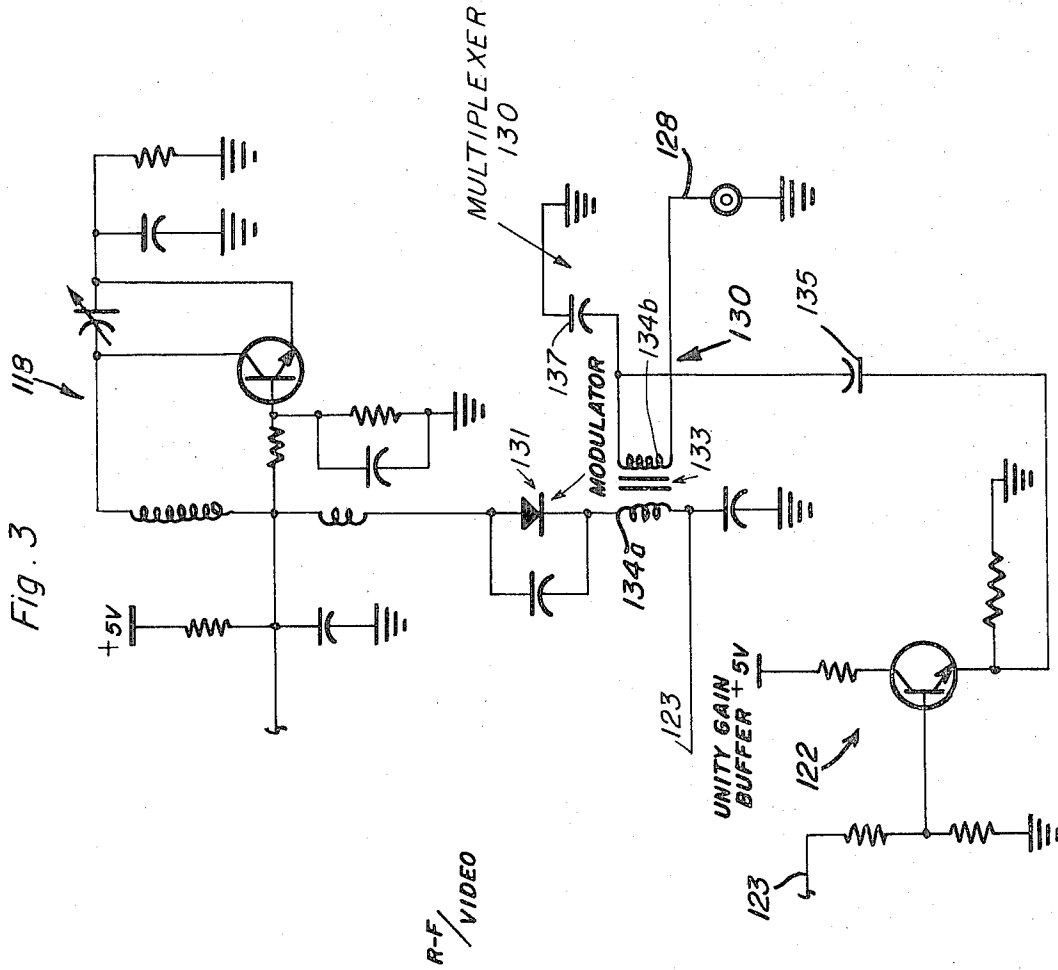 Fig. 3
118
+5V
MULTIPLEXER
130
128
137
134b
130
135
131
MODULATOR
133
134a
123
UNITY GAIN
BUFFER +5V
122
123
R-F/
VIDEO